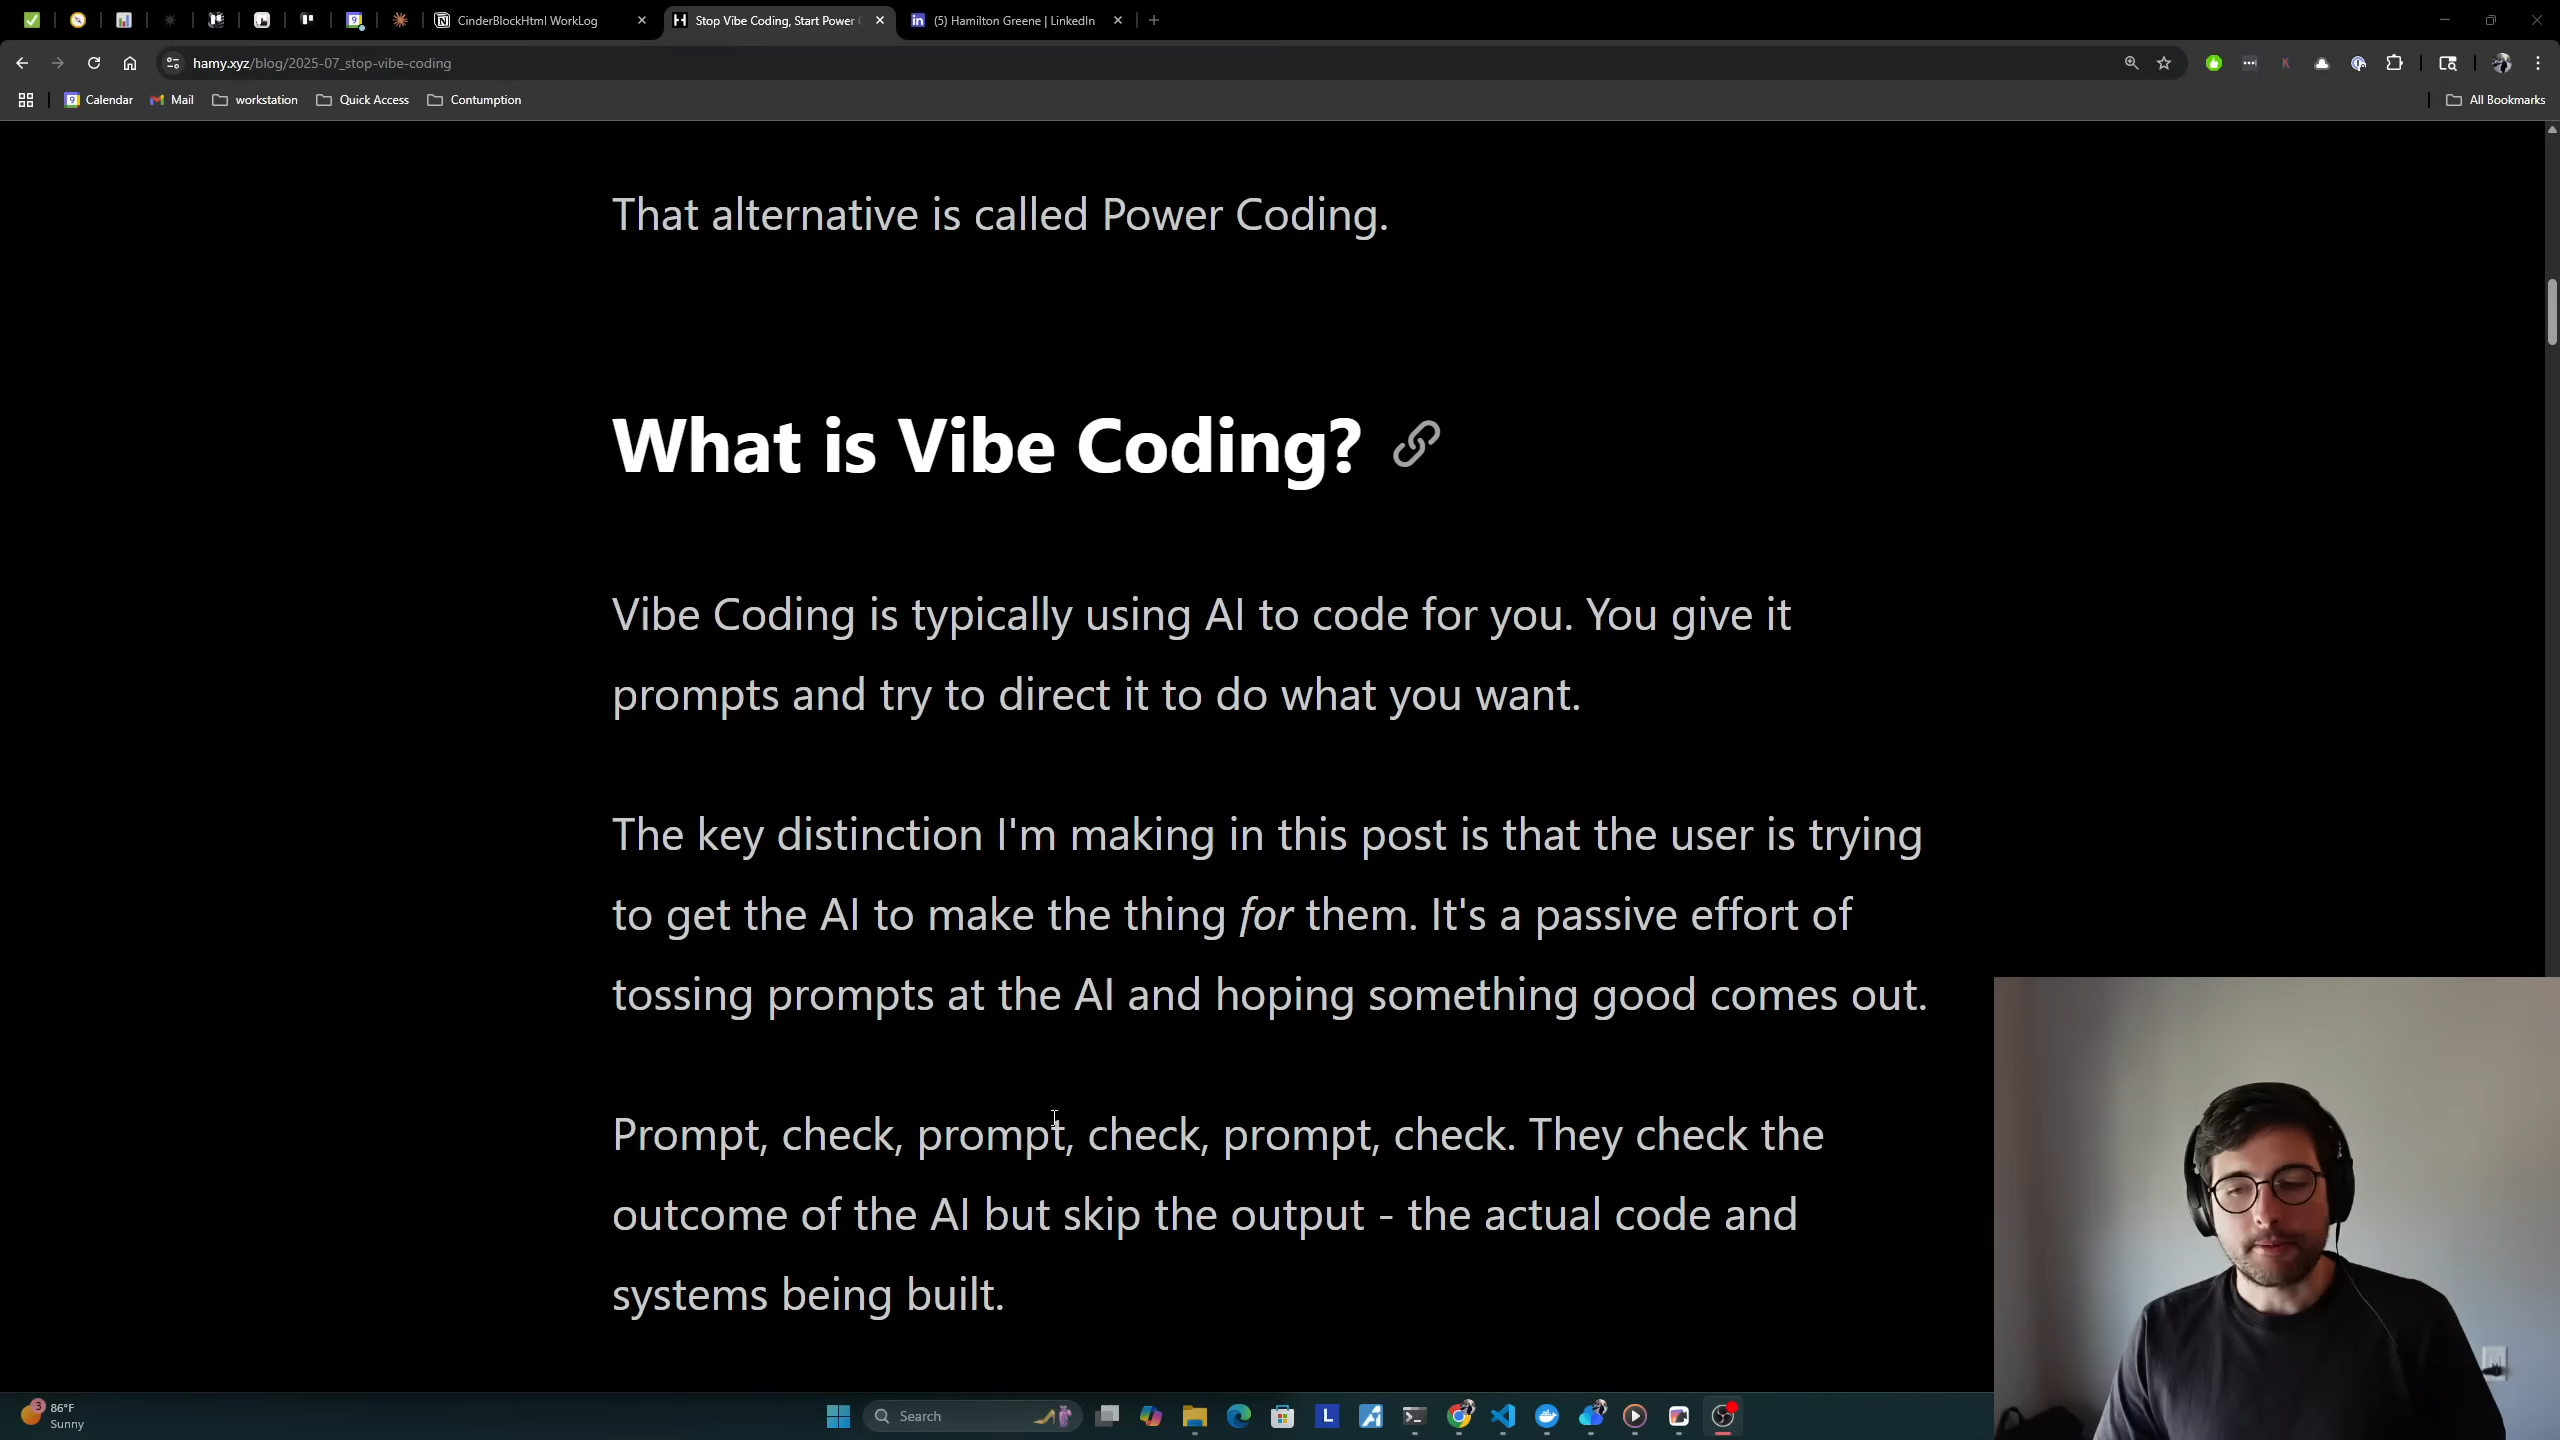 CinderBlockHtml WorkLog
Stop Vibe Coding, Start Power
(5) Hamilton Greene | LinkedIn
hamy.xyz/blog/2025-07_stop-vibe-coding
Calendar
Mail
workstation
Quick Access
Contumption
All Bookmarks
That alternative is called Power Coding.
What is Vibe Coding?
Vibe Coding is typically using AI to code for you. You give it
prompts and try to direct it to do what you want.
The key distinction I'm making in this post is that the user is trying
to get the AI to make the thing for them. It's a passive effort of
tossing prompts at the AI and hoping something good comes out.
Prompt, check, prompt, check, prompt, check. They check the
outcome of the AI but skip the output - the actual code and
systems being built.
3
86°F
Sunny
Search